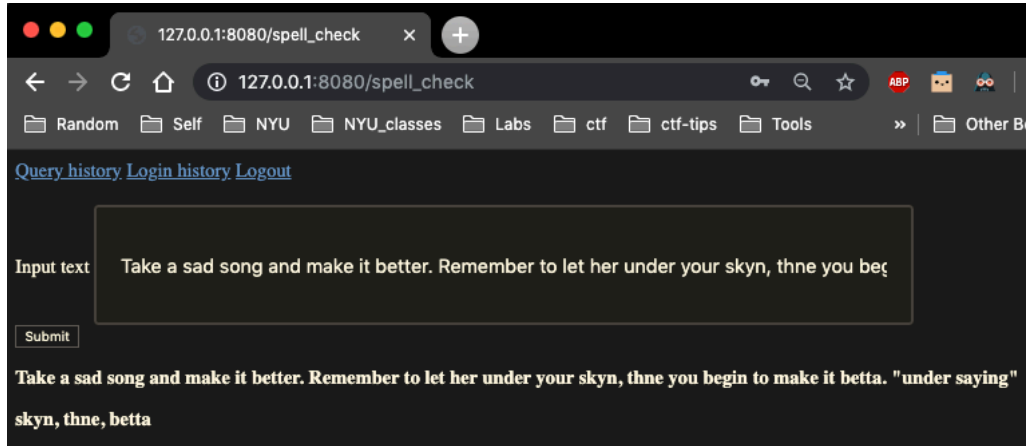 127.0.0.1:8080/spell_check
127.0.0.1:8080/spell_check
ABP
Random Self NYU NYU_classes Labs ctf ctf-tips Tools » Other B
Query history Login history Logout
Input text Take a sad song and make it better. Remember to let her under your skyn, thne you beg
Submit
Take a sad song and make it better. Remember to let her under your skyn, thne you begin to make it betta. "under saying"
skyn, thne, betta